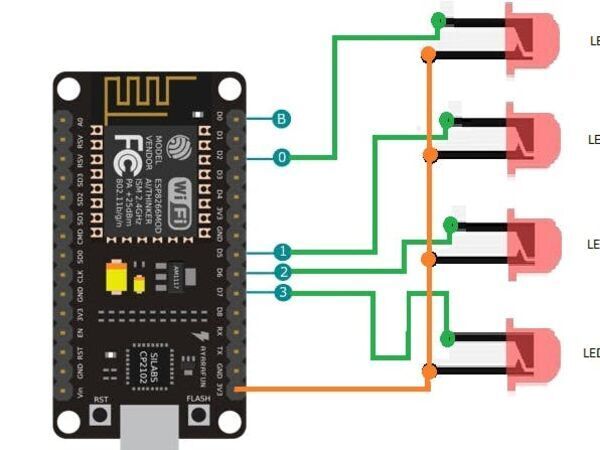 A0
RSV
RSV
SD3
SD2
SD1
CMD
SD0
CLK
GND
3V3
EN
RST
GND
Vin
MODEL
VENDOR
FC
ESP8266MOD
AI/THINKER
ISM 2.4GHz
PA +25dBm
802.11b/g/n
WiFi
AM1117
SILABS
CP2102
AYARAFUN
RST
FLASH
D0
D1
D2
D3
D4
3V3
GND
D5
D6
D7
D8
RX
TX
GND
3V3
B
0
1
2
3
LE
LE
LE
LED